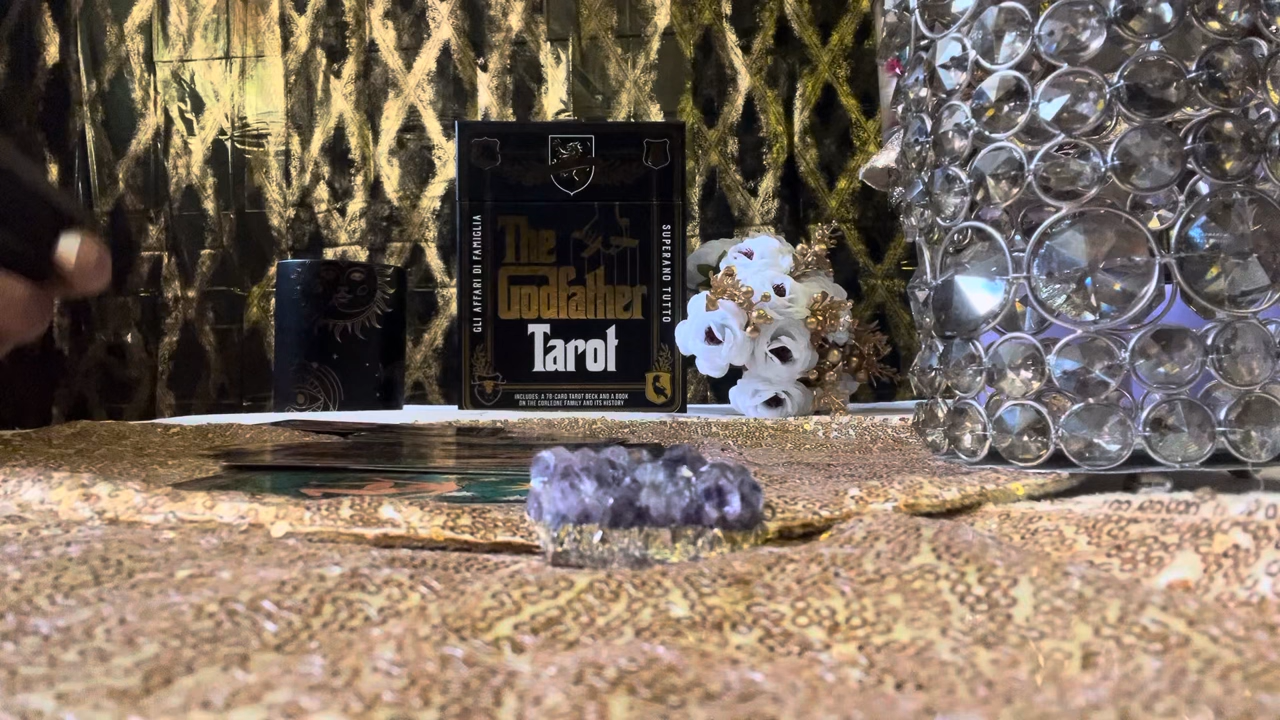 GLI AFFARI DI FAMIGLIA
The
Godfather
Tarot
SUPERANO TUTTO
INCLUDES: A 78-CARD TAROT DECK AND A BOOK
ON THE CORLEONE FAMILY AND ITS HISTORY